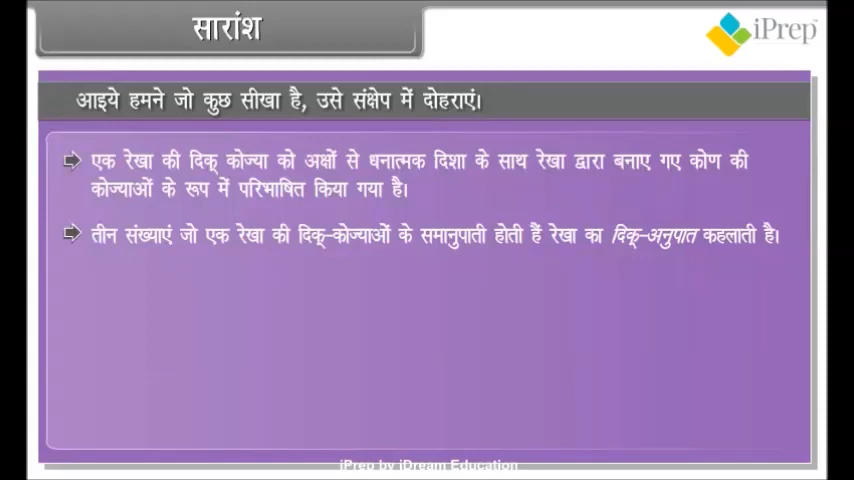 सारांश
iPrep
आइये हमने जो कुछ सीखा है, उसे संक्षेप में दोहराएं।
एक रेखा की दिक् कोज्या को अक्षों से धनात्मक दिशा के साथ रेखा द्वारा बनाए गए कोण की
कोज्याओं के रूप में परिभाषित किया गया है।
तीन संख्याएं जो एक रेखा की दिक्-कोज्याओं के समानुपाती होती हैं रेखा का दिक्-अनुपात कहलाती है।
iPrep by iDream Education